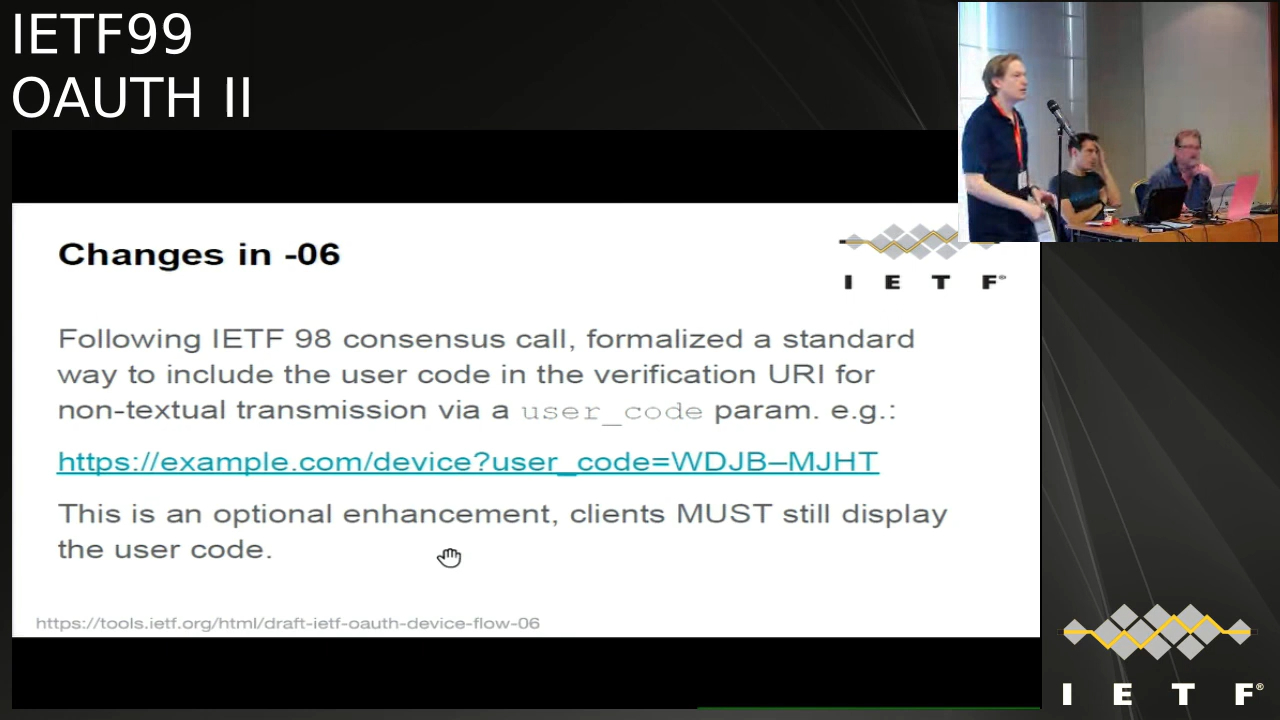 IETF99
OAUTH II
Changes in -06
I E T F®
Following IETF 98 consensus call, formalized a standard
way to include the user code in the verification URI for
non-textual transmission via a user_code param. e.g.:
https://example.com/device?user_code=WDJB–MJHT
This is an optional enhancement, clients MUST still display
the user code.
https://tools.ietf.org/html/draft-ietf-oauth-device-flow-06
I E T F®